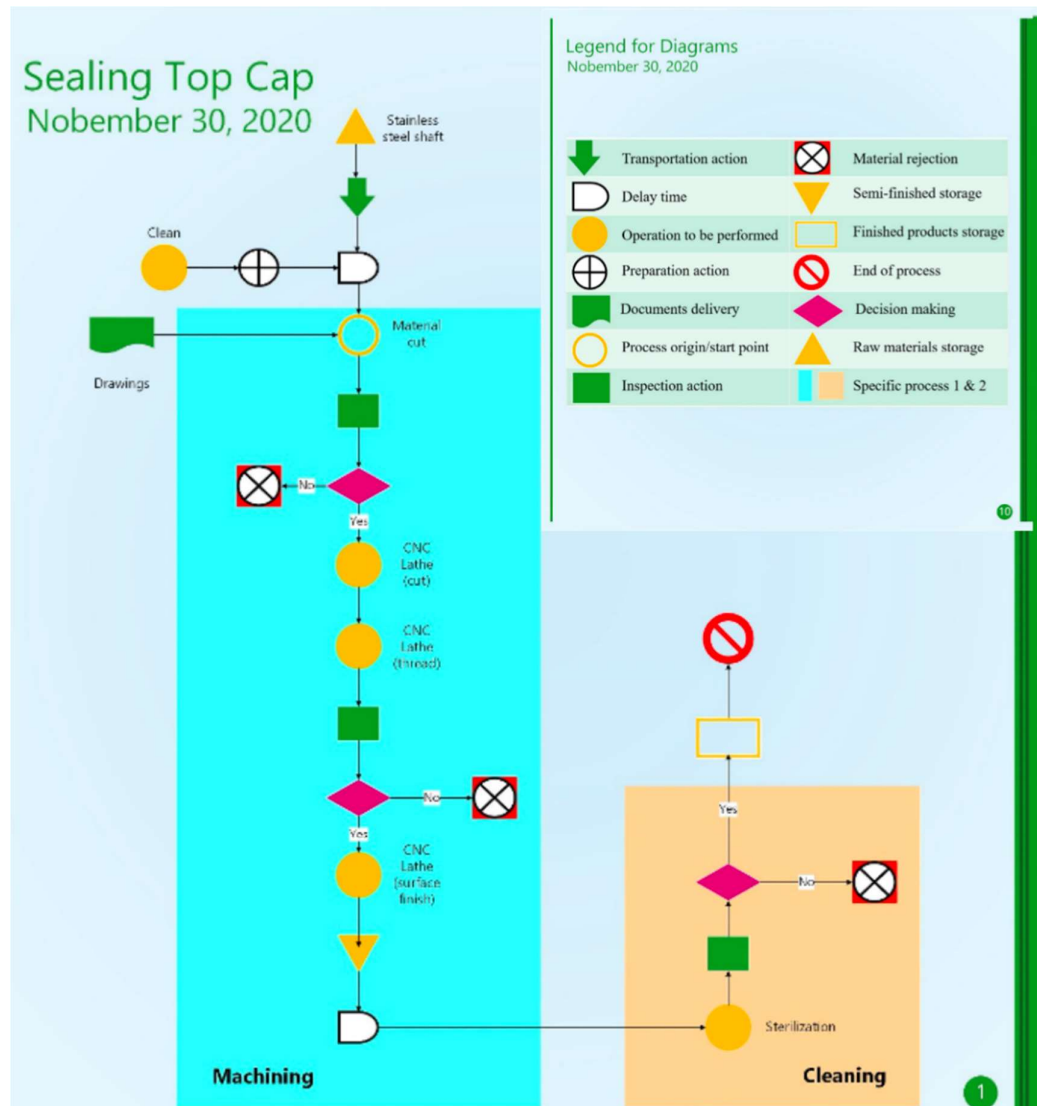 Sealing Top Cap
Nobember 30, 2020
Stainless
steel shaft
Clean
Material
cut
Drawings
No
Yes
CNC
Lathe
(cut)
CNC
Lathe
(thread)
No
Yes
CNC
Lathe
(surface
finish)
Machining
Legend for Diagrams
Nobember 30, 2020
Transportation action
Material rejection
Delay time
Semi-finished storage
Operation to be performed
Finished products storage
Preparation action
End of process
Documents delivery
Decision making
Process origin/start point
Raw materials storage
Inspection action
Specific process 1 & 2
10
Yes
No
Sterilization
Cleaning
1